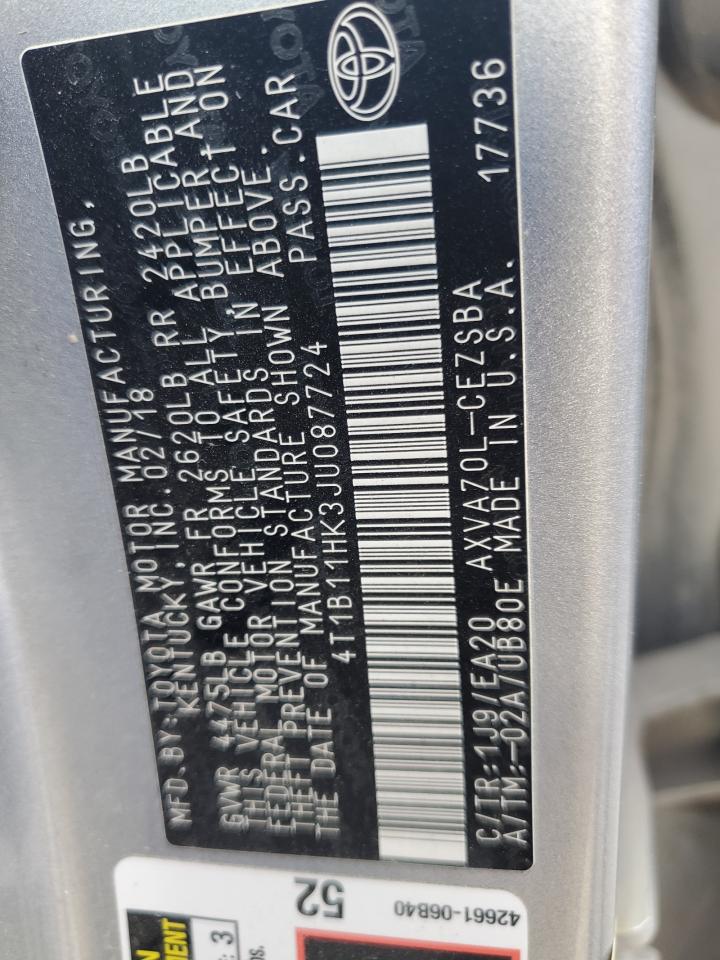 MFD.BY:TOYOTA MOTOR MANUFACTURING,
KENTUCKY,INC.02/18
GVWR 4475LB GAWR FR 2620LB RR 2420LB
THIS VEHICLE CONFORMS TO ALL APPLICABLE
FEDERAL MOTOR VEHICLE SAFETY,BUMPER AND
THEFT PREVENTION STANDARDS IN EFFECT ON
THE DATE OF MANUFACTURE SHOWN ABOVE.
4T1B11HK3JU087724 PASS.CAR
C/TR:1J9/EA20 AXVA70L-CEZSBA 17736
A/TM:-02A/UB80E MADE IN U.S.A.
TOYOTA
52
42661-06B40
: 3